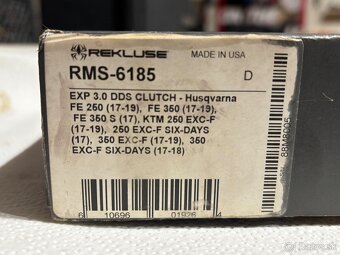 REKLUSE MADE IN USA
RMS-6185 D
EXP 3.0 DDS CLUTCH - Husqvarna
FE 250 (17-19), FE 350 (17-19),
FE 350 S (17), KTM 250 EXC-F
(17-19), 250 EXC-F SIX-DAYS
(17), 350 EXC-F (17-19), 350
EXC-F SIX-DAYS (17-18)
6 10696 01926 4